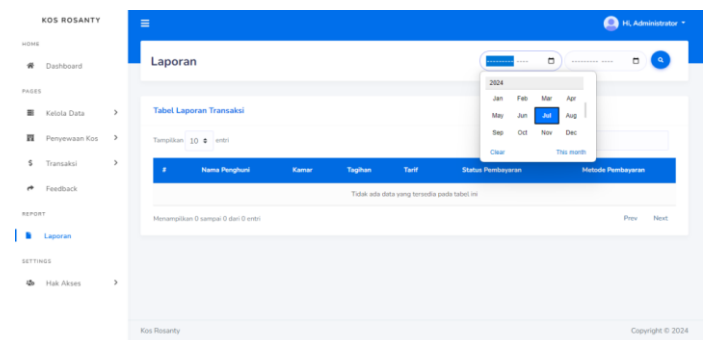 KOS ROSANTY
Hi, Administrator
HOME
Dashboard
PAGES
Kelola Data
Penyewaan Kos
Transaksi
Feedback
REPORT
Laporan
SETTINGS
Hak Akses
Laporan
--------- ----
--------- ----
2024
Jan Feb Mar Apr
May Jun Jul Aug
Sep Oct Nov Dec
Clear This month
Tabel Laporan Transaksi
Tampilkan 10 entri
# Nama Penghuni Kamar Tagihan Tarif Status Pembayaran Metode Pembayaran
Tidak ada data yang tersedia pada tabel ini
Menampilkan 0 sampai 0 dari 0 entri
Prev Next
Kos Rosanty
Copyright © 2024